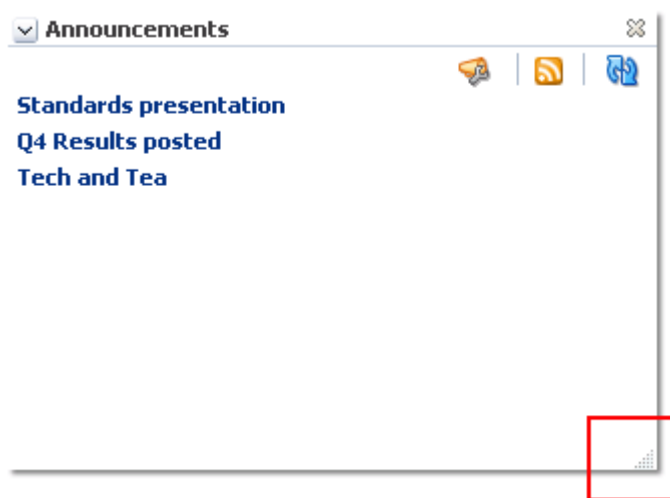 Announcements
Standards presentation
Q4 Results posted
Tech and Tea